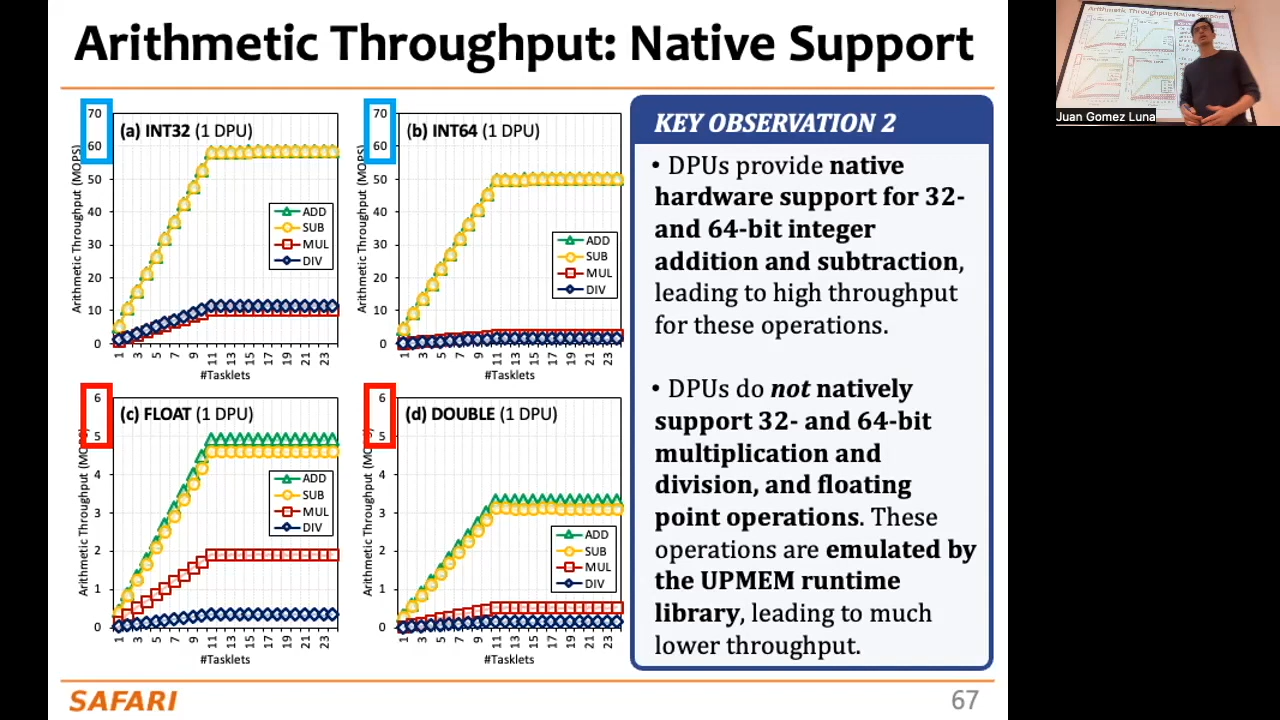 Arithmetic Throughput: Native Support
70
60
50
40
30
20
10
0
Arithmetic Throughput (MOPS)
(a) INT32 (1 DPU)
ADD
SUB
MUL
DIV
1 3 5 7 9 11 13 15 17 19 21 23
#Tasklets
70
60
50
40
30
20
10
0
Arithmetic Throughput (MOPS)
(b) INT64 (1 DPU)
ADD
SUB
MUL
DIV
1 3 5 7 9 11 13 15 17 19 21 23
#Tasklets
6
5
4
3
2
1
0
Arithmetic Throughput (MOPS)
(c) FLOAT (1 DPU)
ADD
SUB
MUL
DIV
1 3 5 7 9 11 13 15 17 19 21 23
#Tasklets
6
5
4
3
2
1
0
Arithmetic Throughput (MOPS)
(d) DOUBLE (1 DPU)
ADD
SUB
MUL
DIV
1 3 5 7 9 11 13 15 17 19 21 23
#Tasklets
KEY OBSERVATION 2
• DPUs provide native
hardware support for 32-
and 64-bit integer
addition and subtraction,
leading to high throughput
for these operations.
• DPUs do not natively
support 32- and 64-bit
multiplication and
division, and floating
point operations. These
operations are emulated by
the UPMEM runtime
library, leading to much
lower throughput.
SAFARI
67
Arithmetic Throughput: Native Support
Juan Gomez Luna